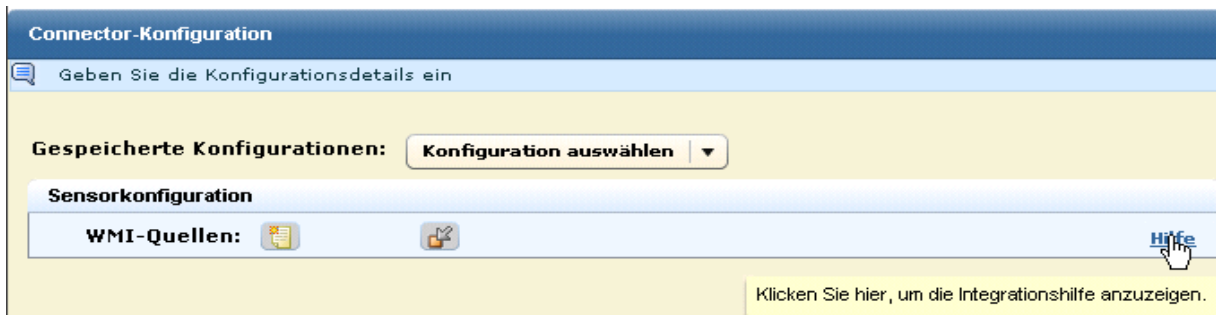 Connector-Konfiguration
Geben Sie die Konfigurationsdetails ein
Gespeicherte Konfigurationen: Konfiguration auswählen
Sensorkonfiguration
WMI-Quellen: Hilfe
Klicken Sie hier, um die Integrationshilfe anzuzeigen.